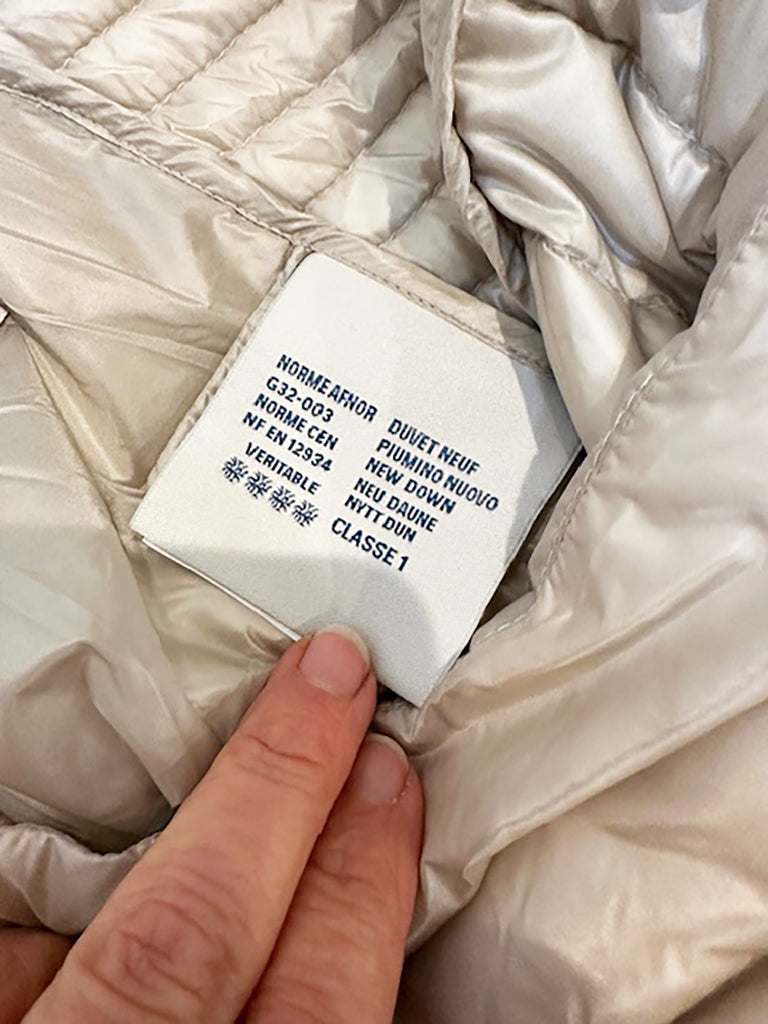 NORME AFNOR
G32-003
NORME CEN
NF EN 12934
VERITABLE
DUVET NEUF
PIUMINO NUOVO
NEW DOWN
NEU DAUNE
NYTT DUN
CLASSE 1